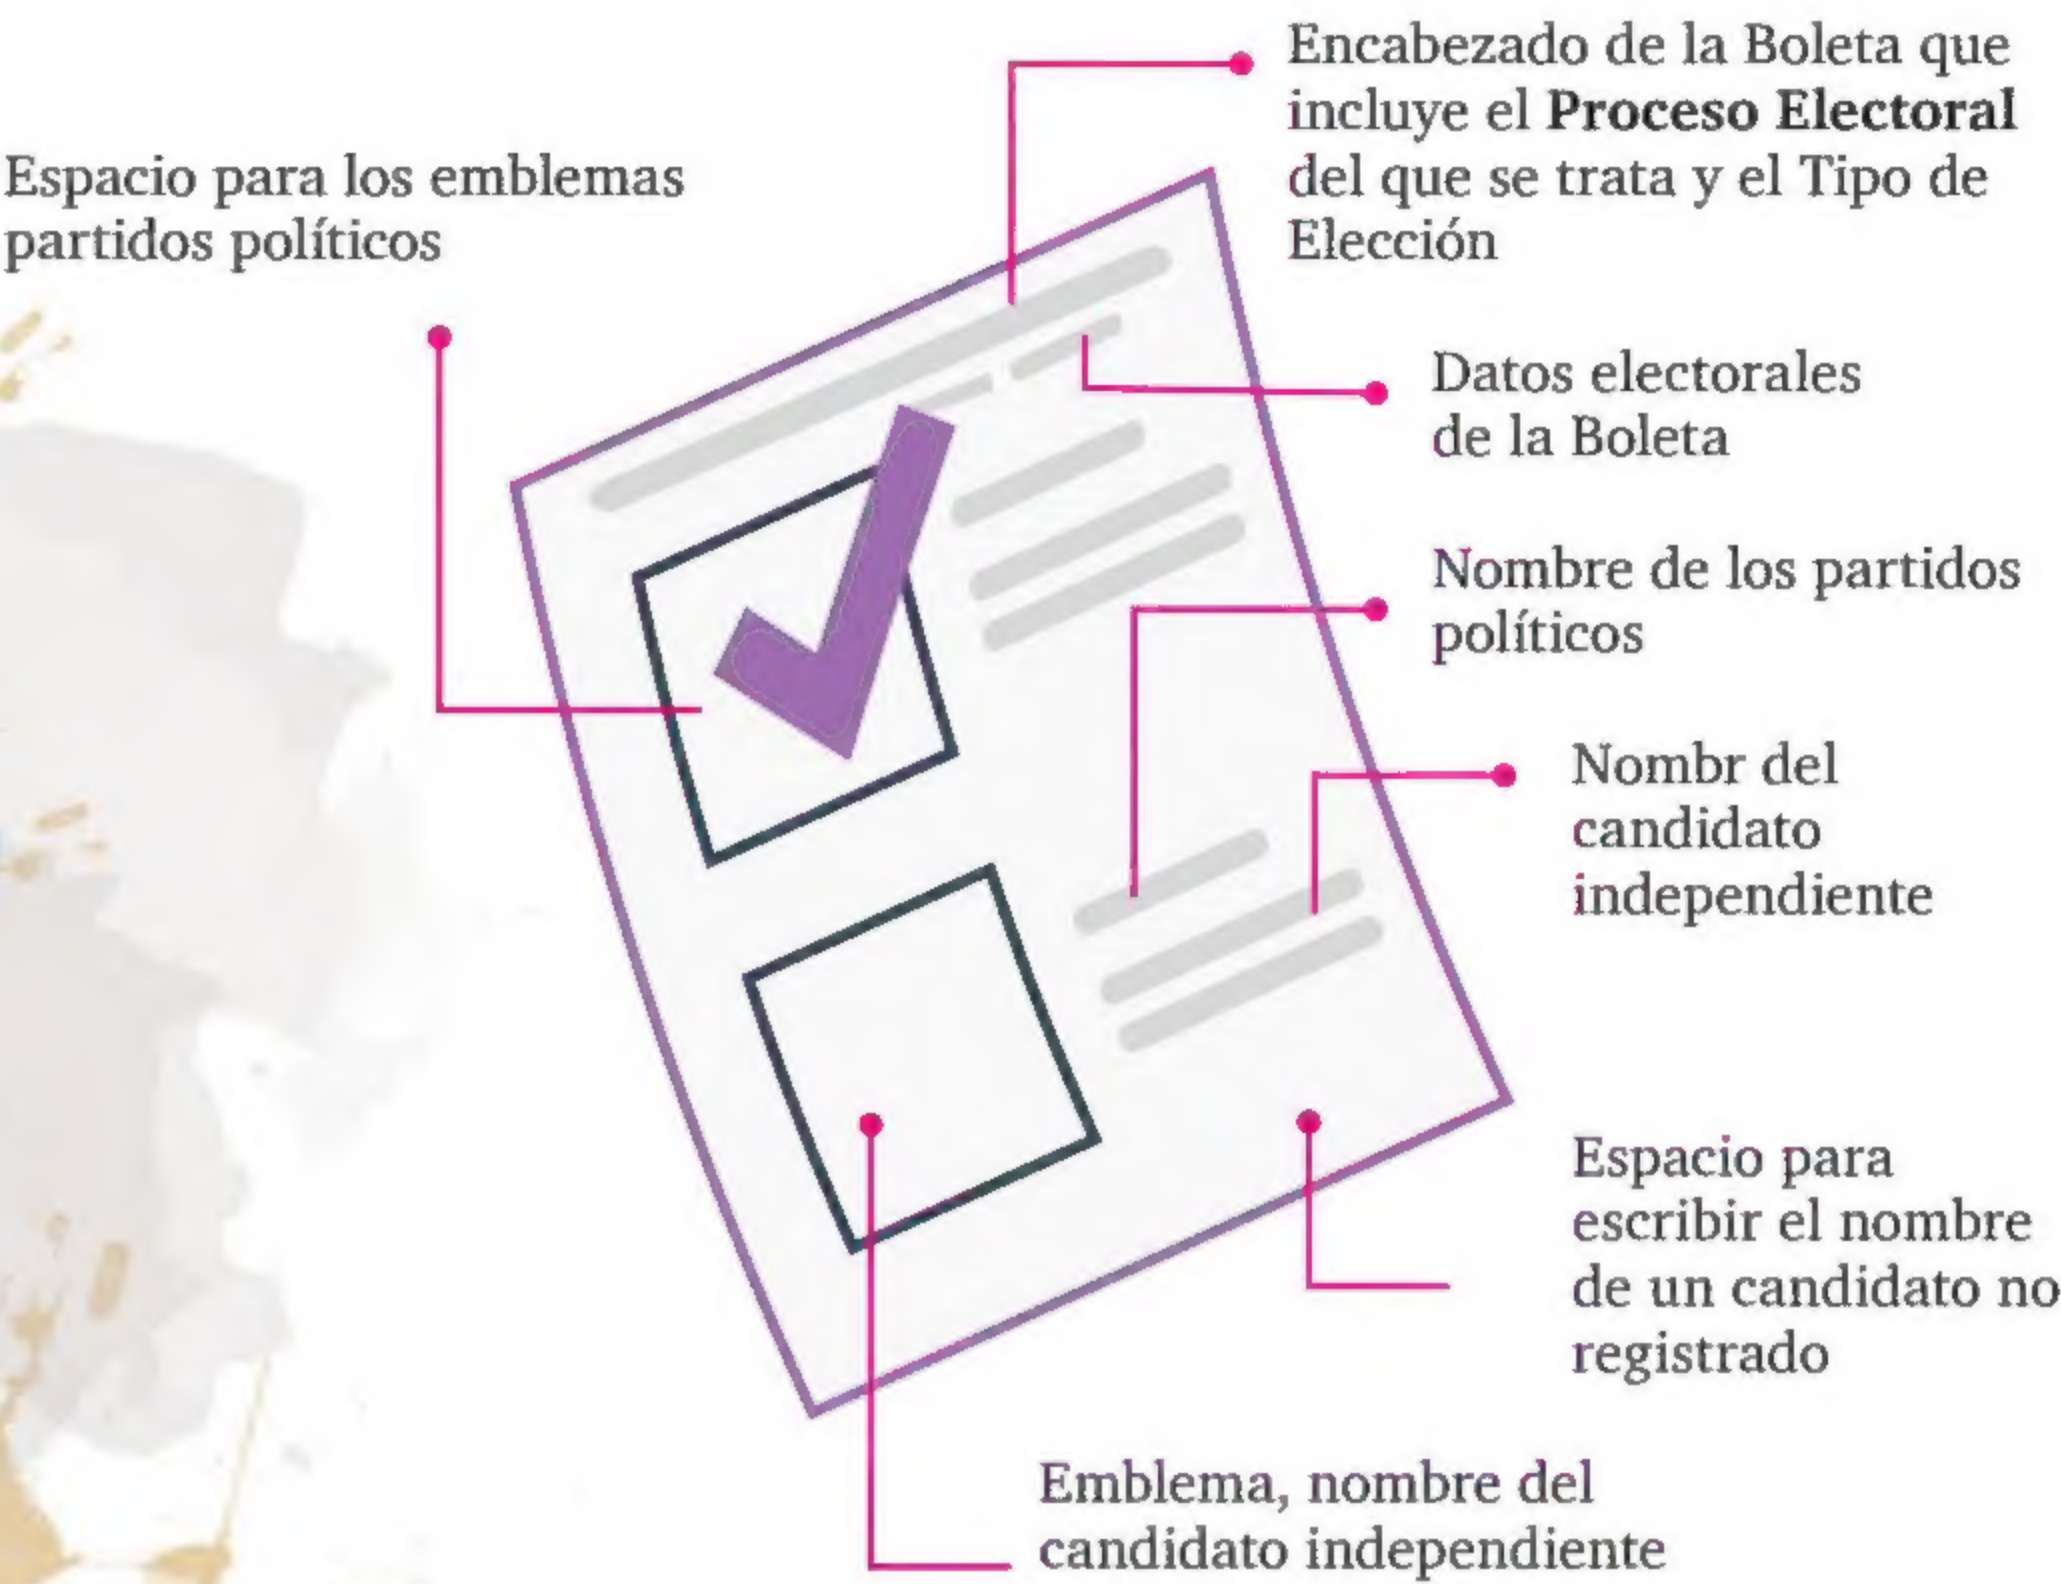 Encabezado de la Boleta que
incluye el Proceso Electoral
del que se trata y el Tipo de
Elección
Espacio para los emblemas
partidos políticos
Datos electorales
de la Boleta
Nombre de los partidos
políticos
Nombr del
candidato
independiente
Espacio para
escribir el nombre
de un candidato no
registrado
Emblema, nombre del
candidato independiente